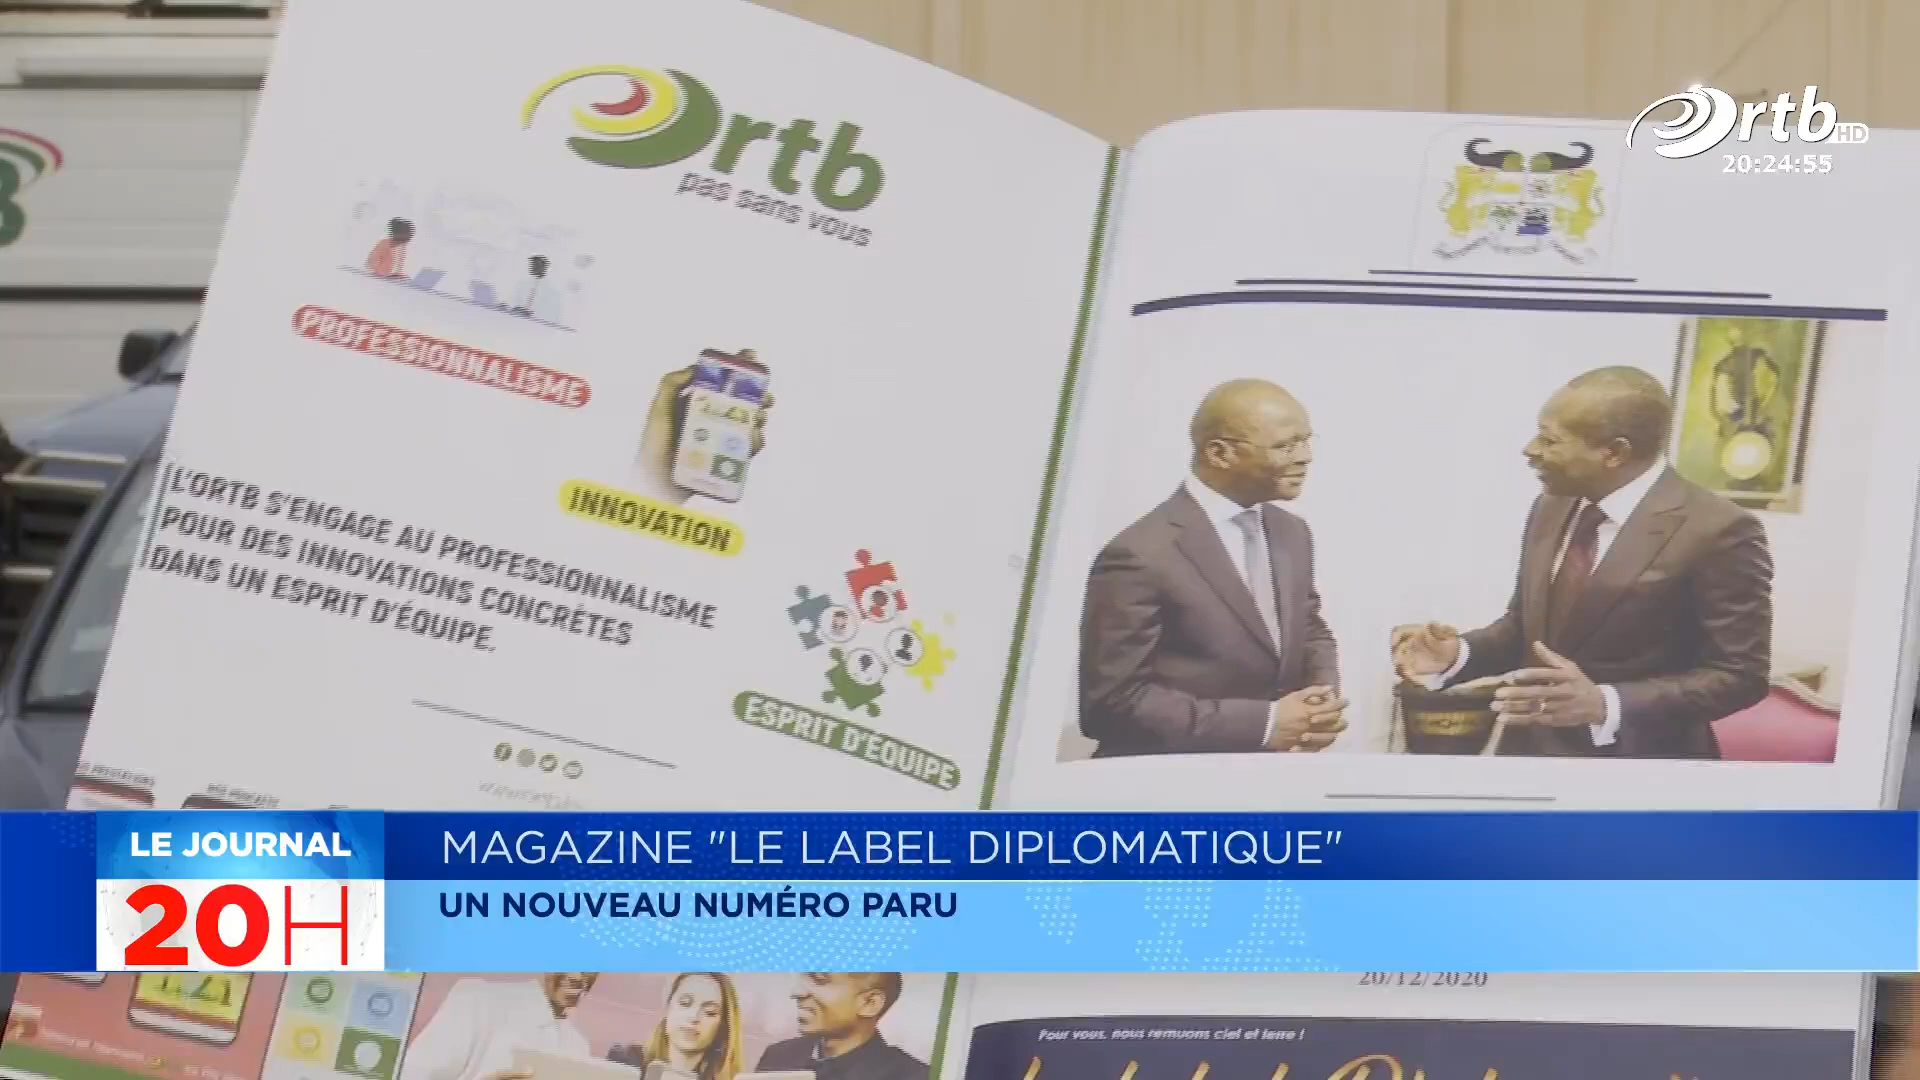 Ortb
pas sans vous
PROFESSIONNALISME
INNOVATION
L'ORTB S'ENGAGE AU PROFESSIONNALISME
POUR DES INNOVATIONS CONCRÈTES
DANS UN ESPRIT D'ÉQUIPE.
ESPRIT D'ÉQUIPE
Ortb HD
20:24:55
LE JOURNAL
20H
MAGAZINE "LE LABEL DIPLOMATIQUE"
UN NOUVEAU NUMÉRO PARU
20/12/2020
Pour vous, nous remuons ciel et terre !